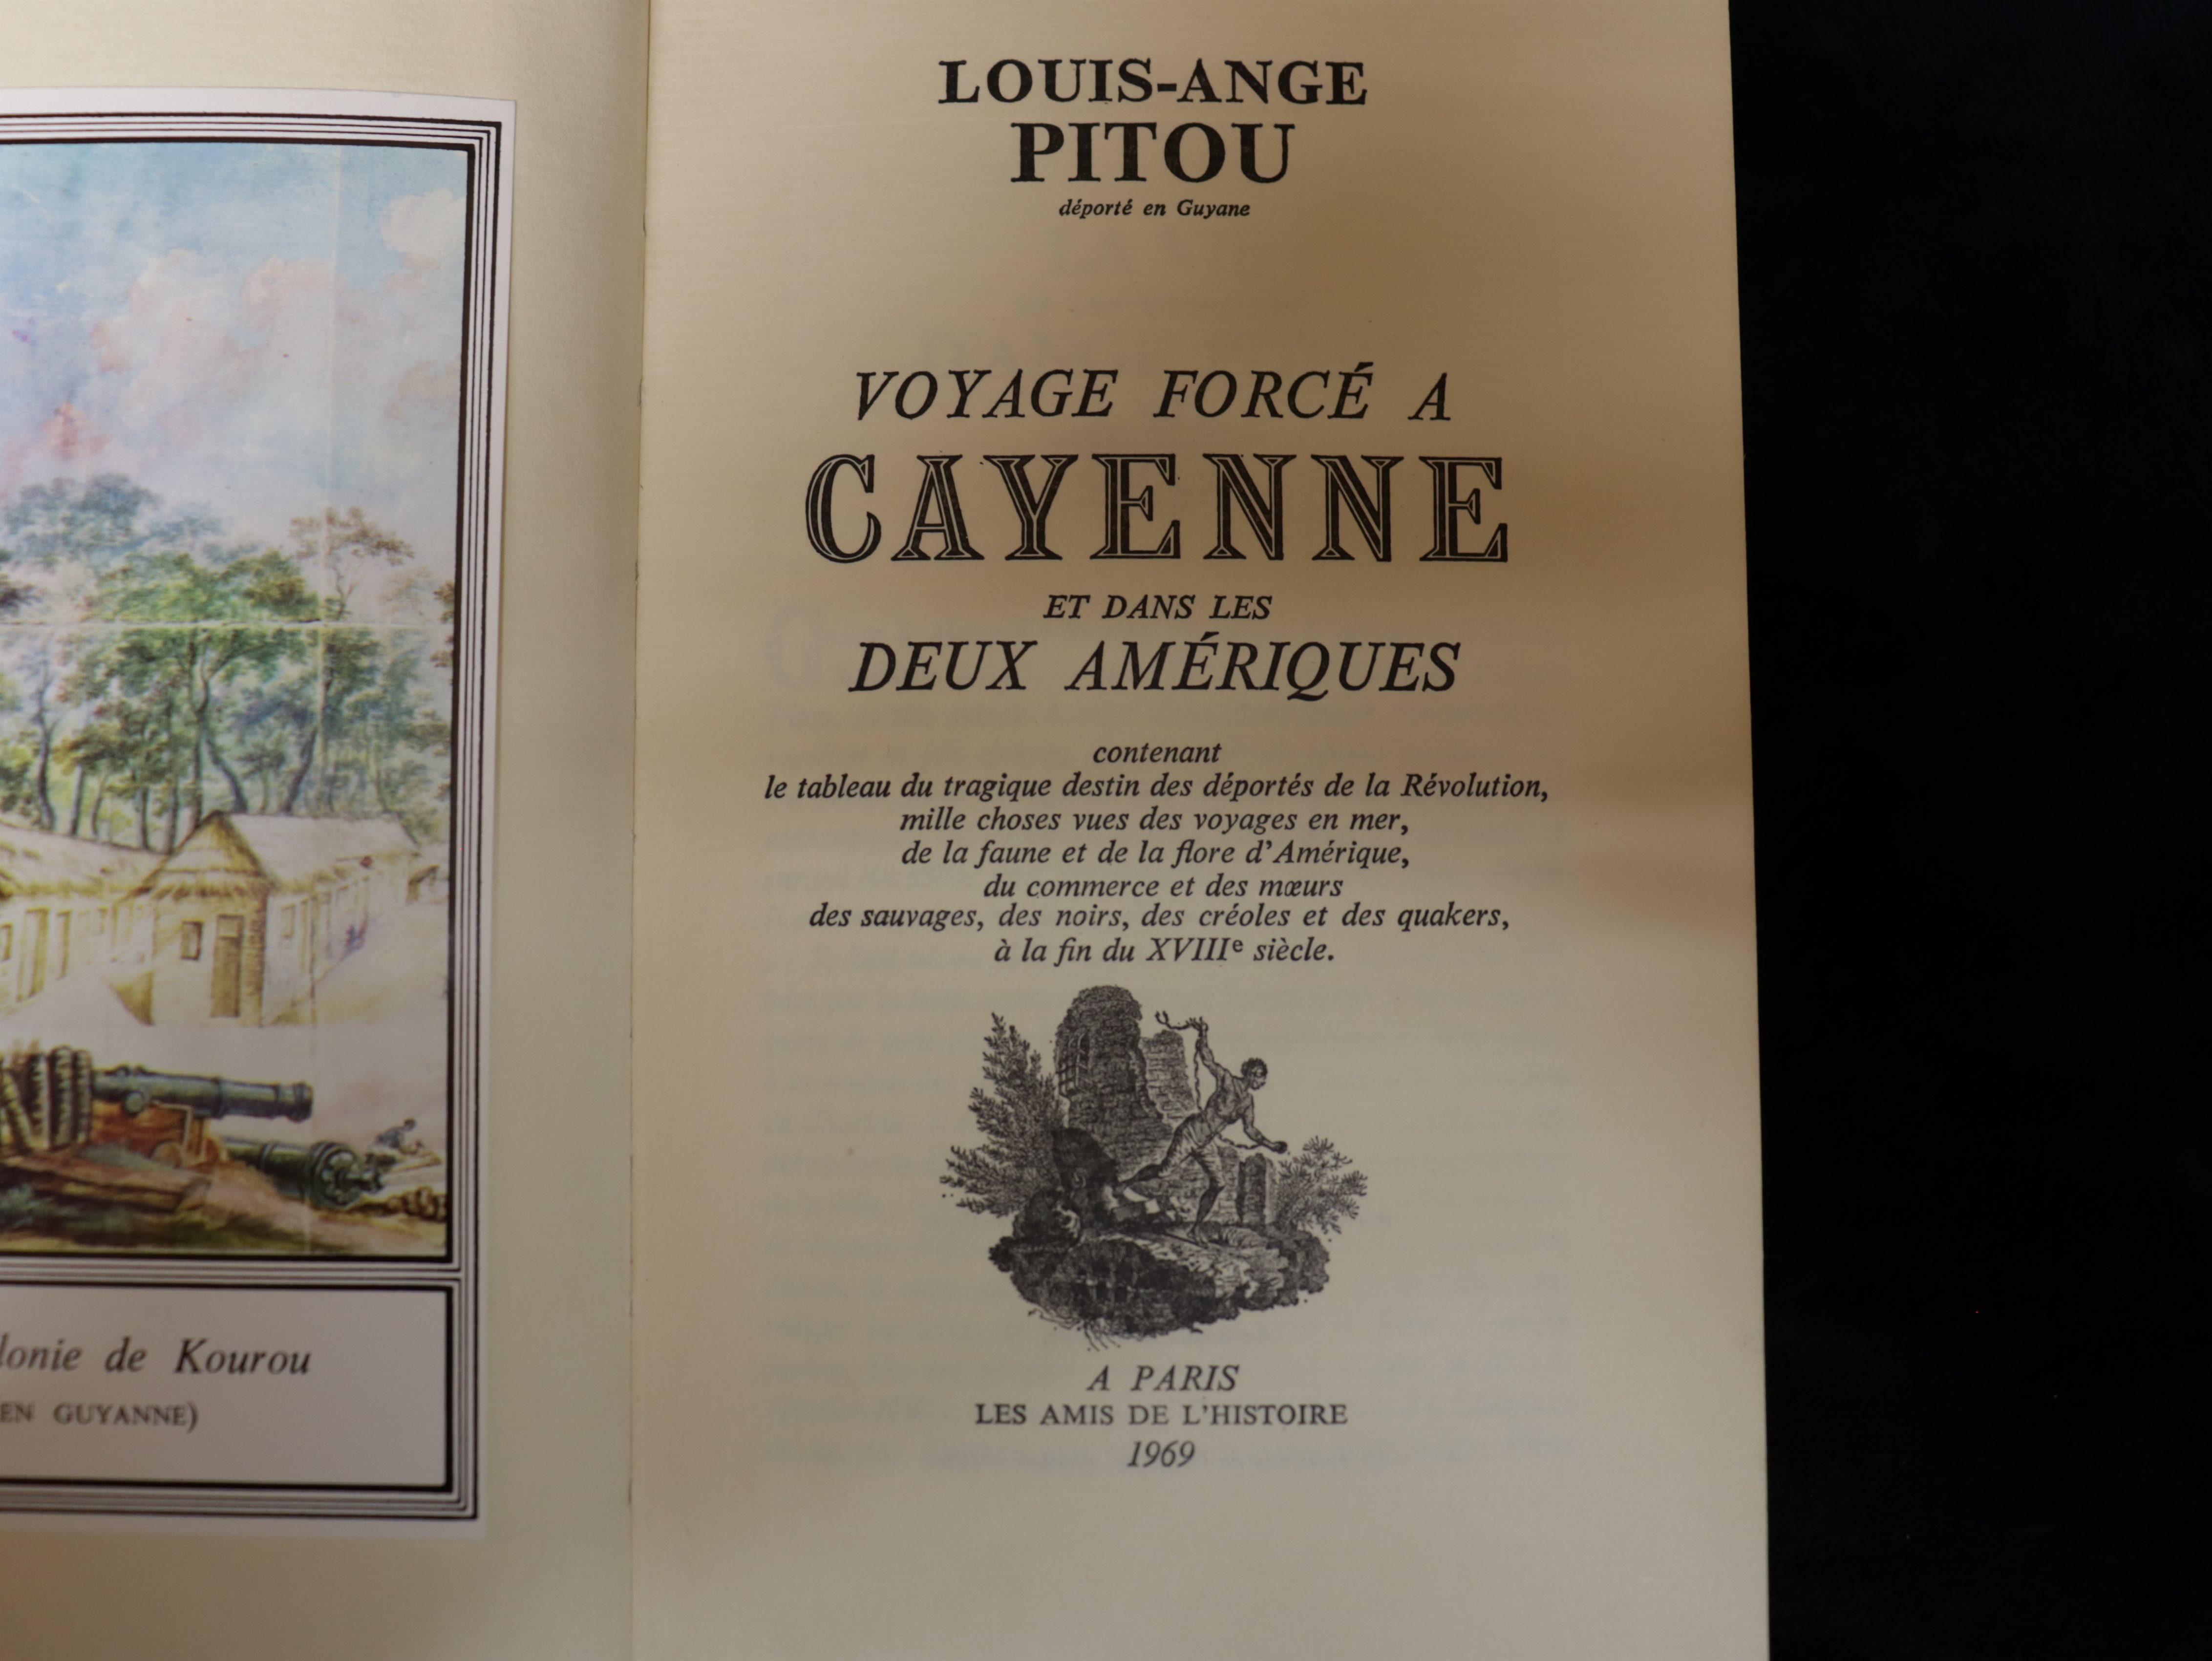 LOUIS-ANGE
PITOU
déporté en Guyane
VOYAGE FORCÉ A
CAYENNE
ET DANS LES
DEUX AMÉRIQUES
contenant
le tableau du tragique destin des déportés de la Révolution,
mille choses vues des voyages en mer,
de la faune et de la flore d'Amérique,
du commerce et des mœurs
des sauvages, des noirs, des créoles et des quakers,
à la fin du XVIIIe siècle.
A PARIS
LES AMIS DE L'HISTOIRE
1969
lonie de Kourou
EN GUYANNE)